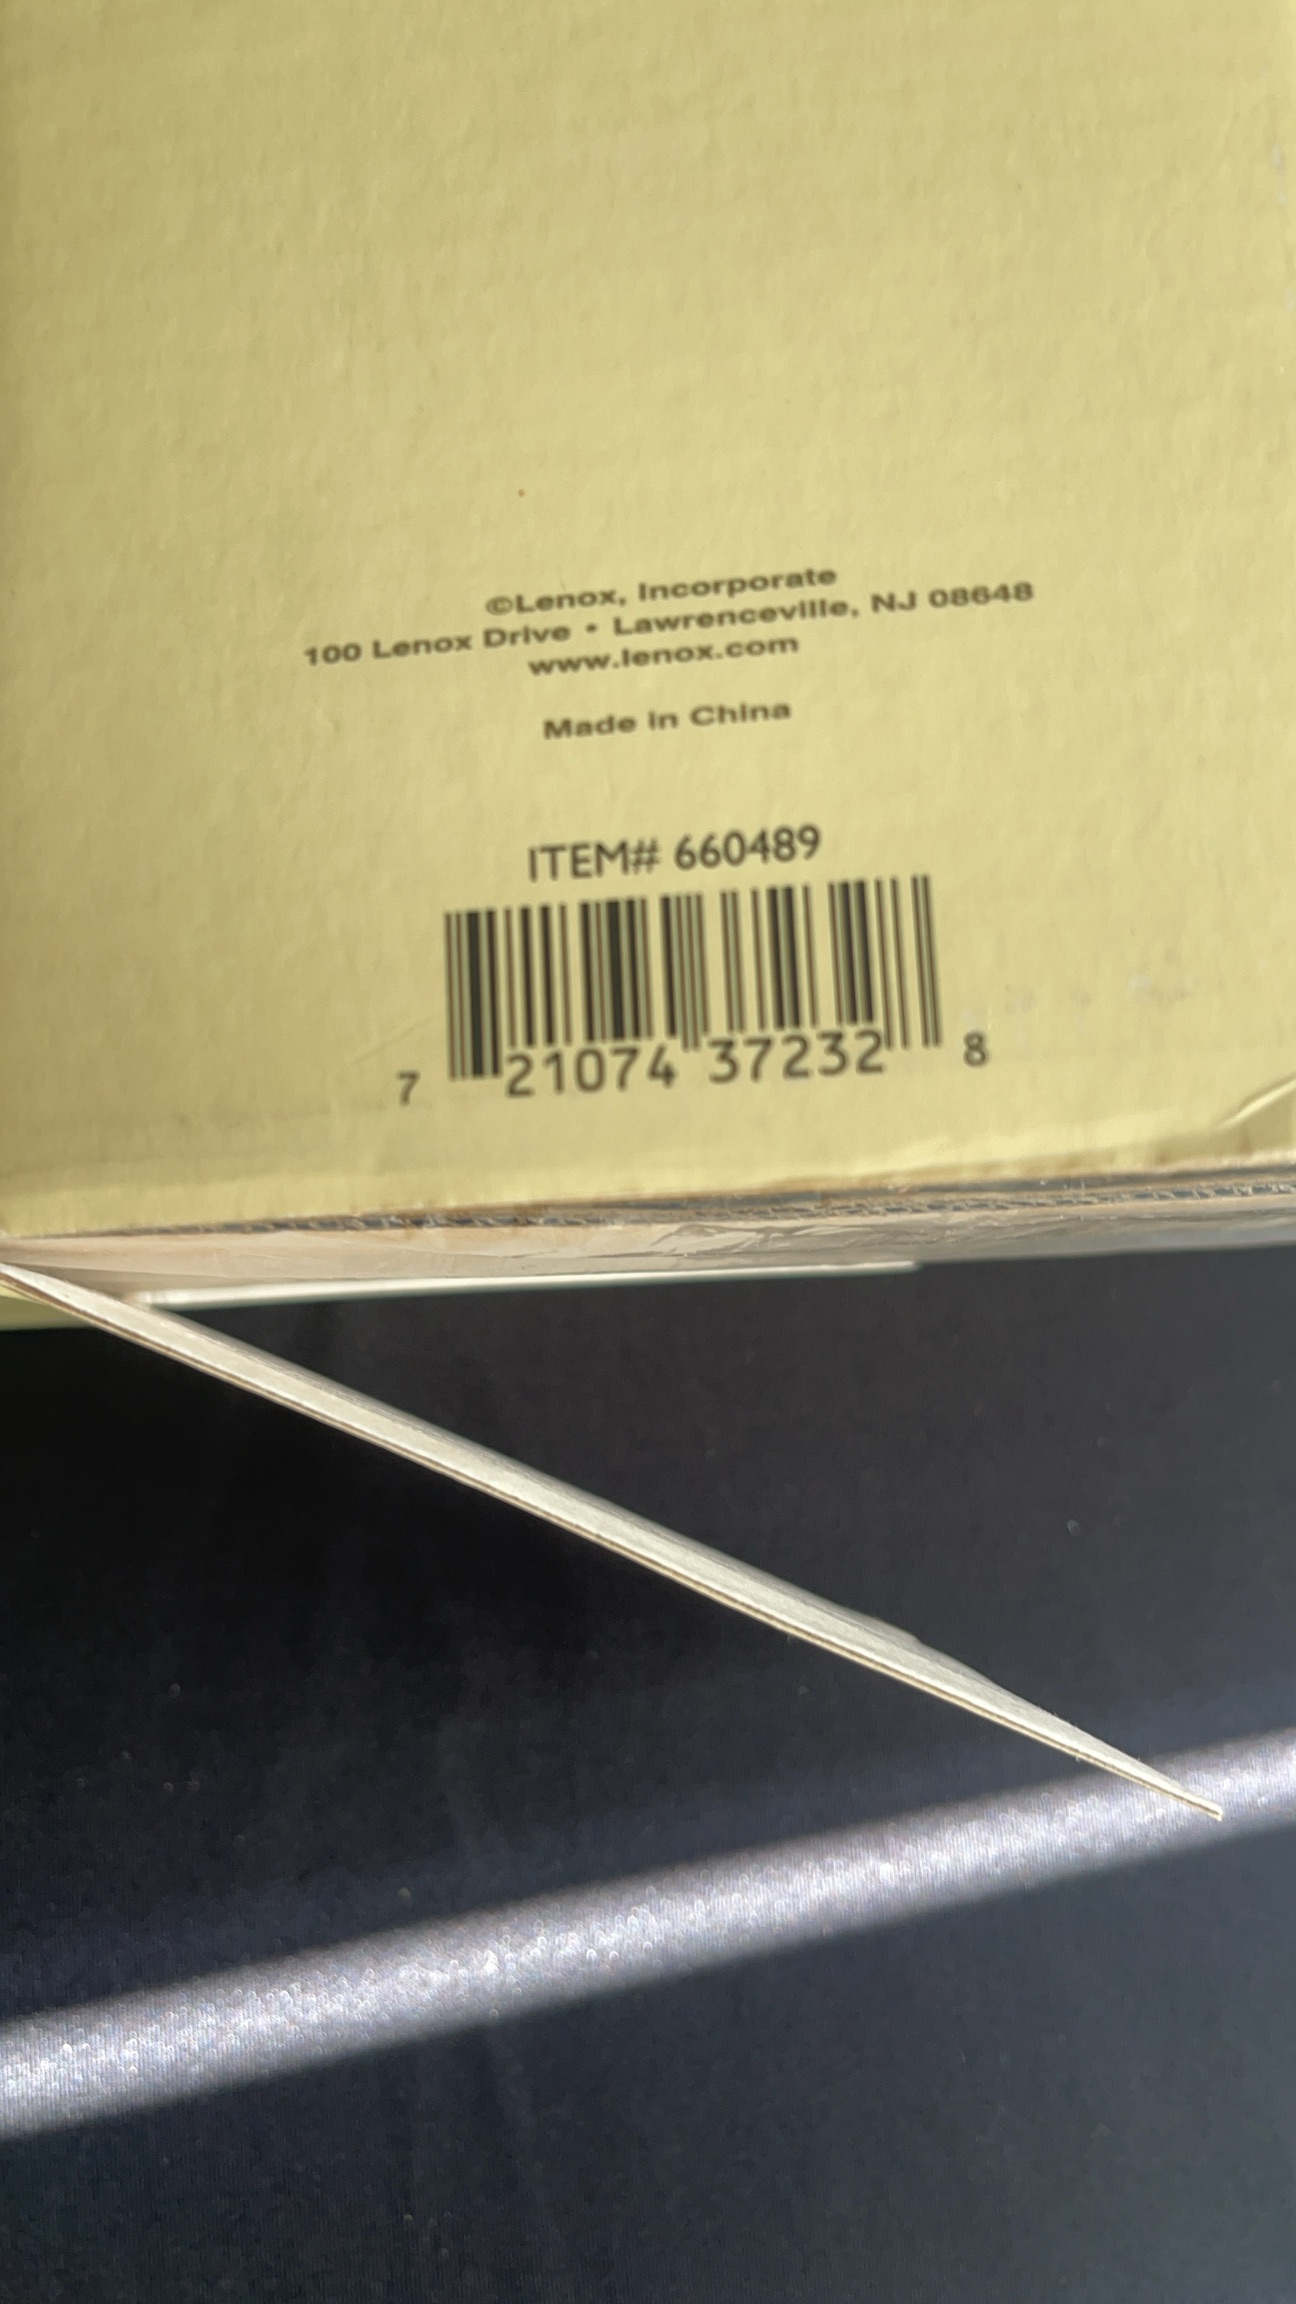 ©Lenox, Incorporate
100 Lenox Drive • Lawrenceville, NJ 08648
www.lenox.com
Made in China
ITEM# 660489
7 21074 37232 8